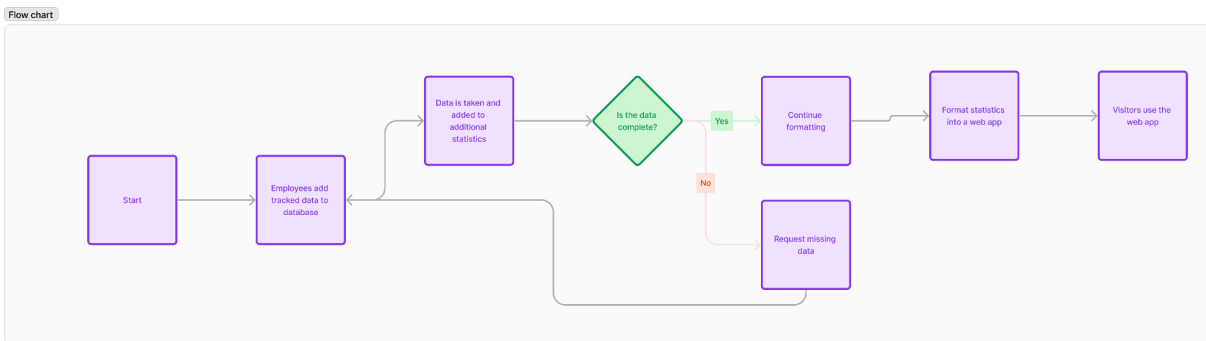 Flow chart
Start
Employees add
tracked data to
database
Data is taken and
added to
additional
statistics
Is the data
complete?
Yes
No
Continue
formatting
Request missing
data
Format statistics
into a web app
Visitors use the
web app